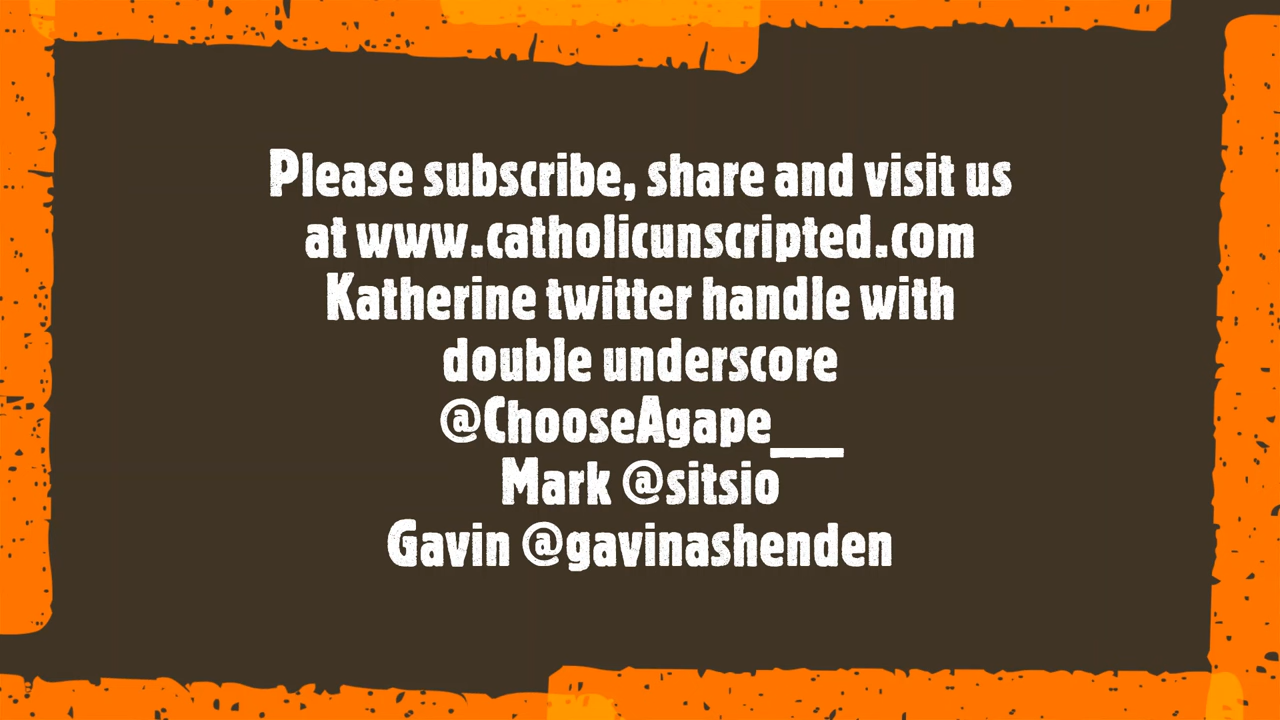 Please subscribe, share and visit us
at www.catholicunscripted.com
Katherine twitter handle with
double underscore
@ChooseAgape__
Mark @sitsio
Gavin @gavinashenden